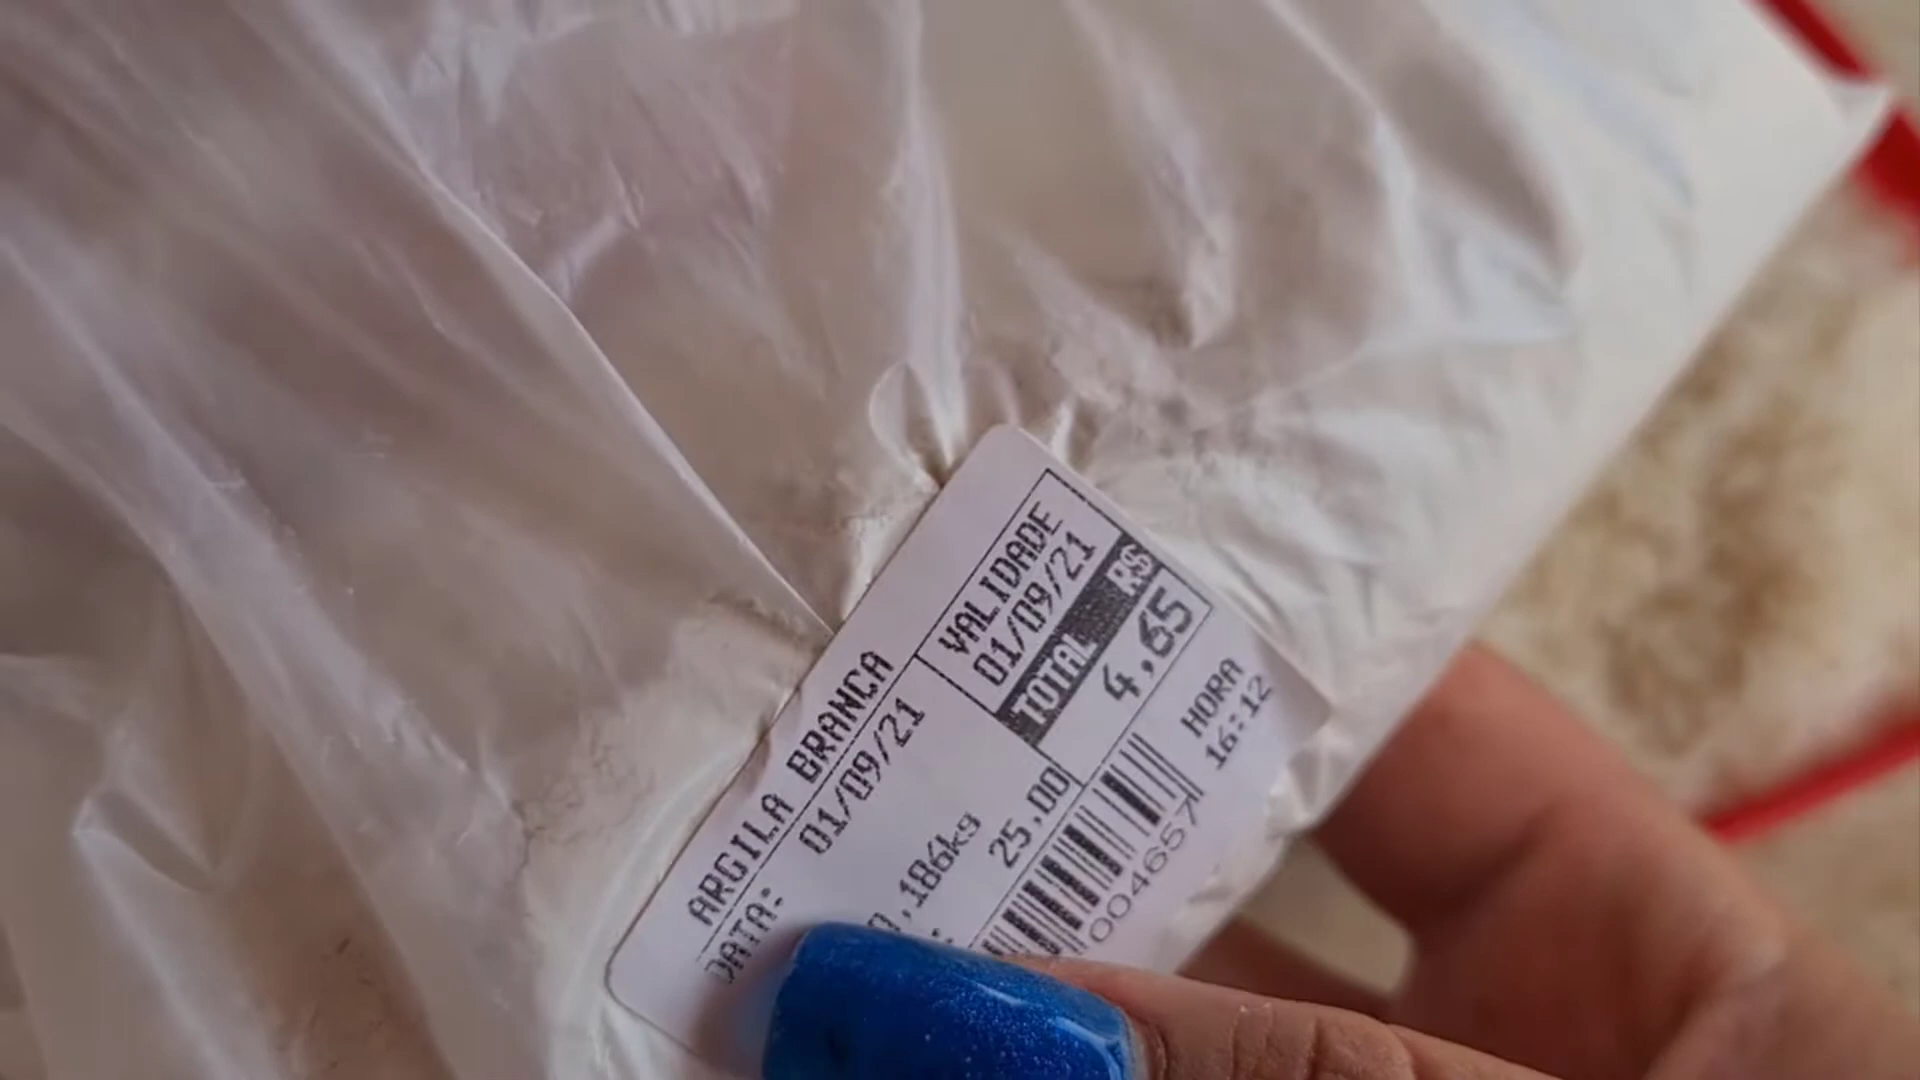 ARGILA BRANCA
DATA: 01/09/21
VALIDADE
01/09/21
,186kg
25,00
TOTAL R$
4,65
HORA
16:12
004657